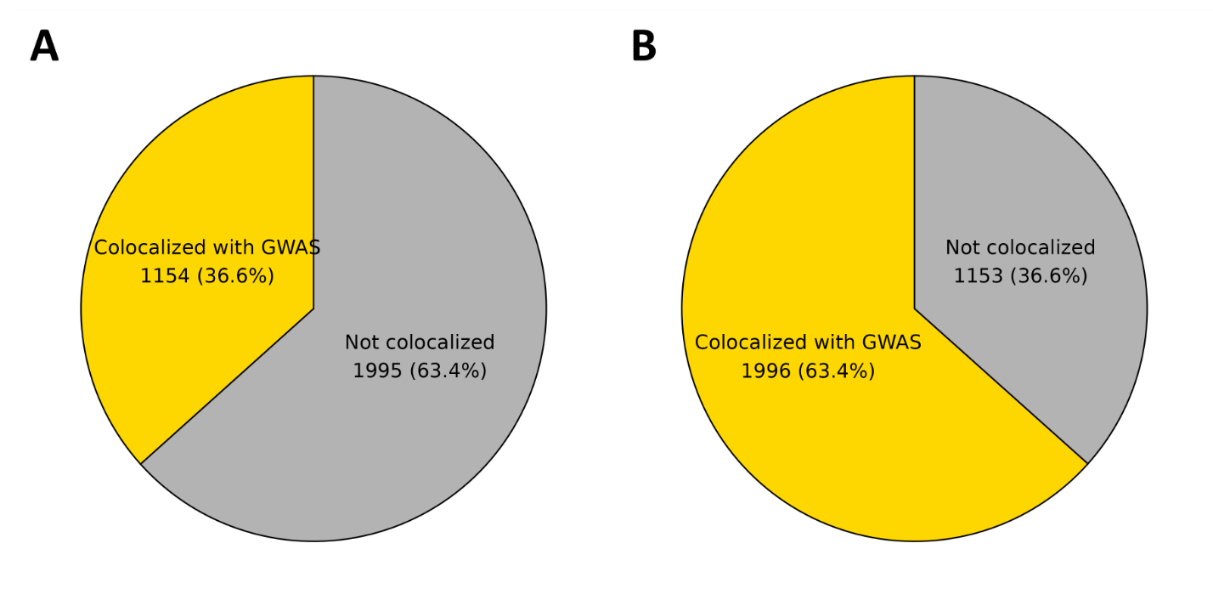 A
Colocalized with GWAS
1154 (36.6%)
Not colocalized
1995 (63.4%)
B
Not colocalized
1153 (36.6%)
Colocalized with GWAS
1996 (63.4%)